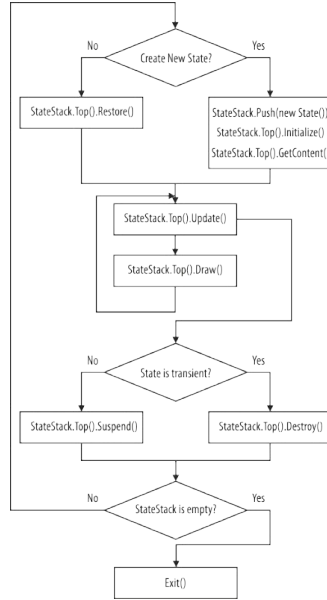 Create New State?
No
Yes
StateStack.Top().Restore()
StateStack.Push(new State())
StateStack.Top().Initialize()
StateStack.Top().GetContent(
StateStack.Top().Update()
StateStack.Top().Draw()
State is transient?
No
Yes
StateStack.Top().Suspend()
StateStack.Top().Destroy()
StateStack is empty?
No
Yes
Exit()